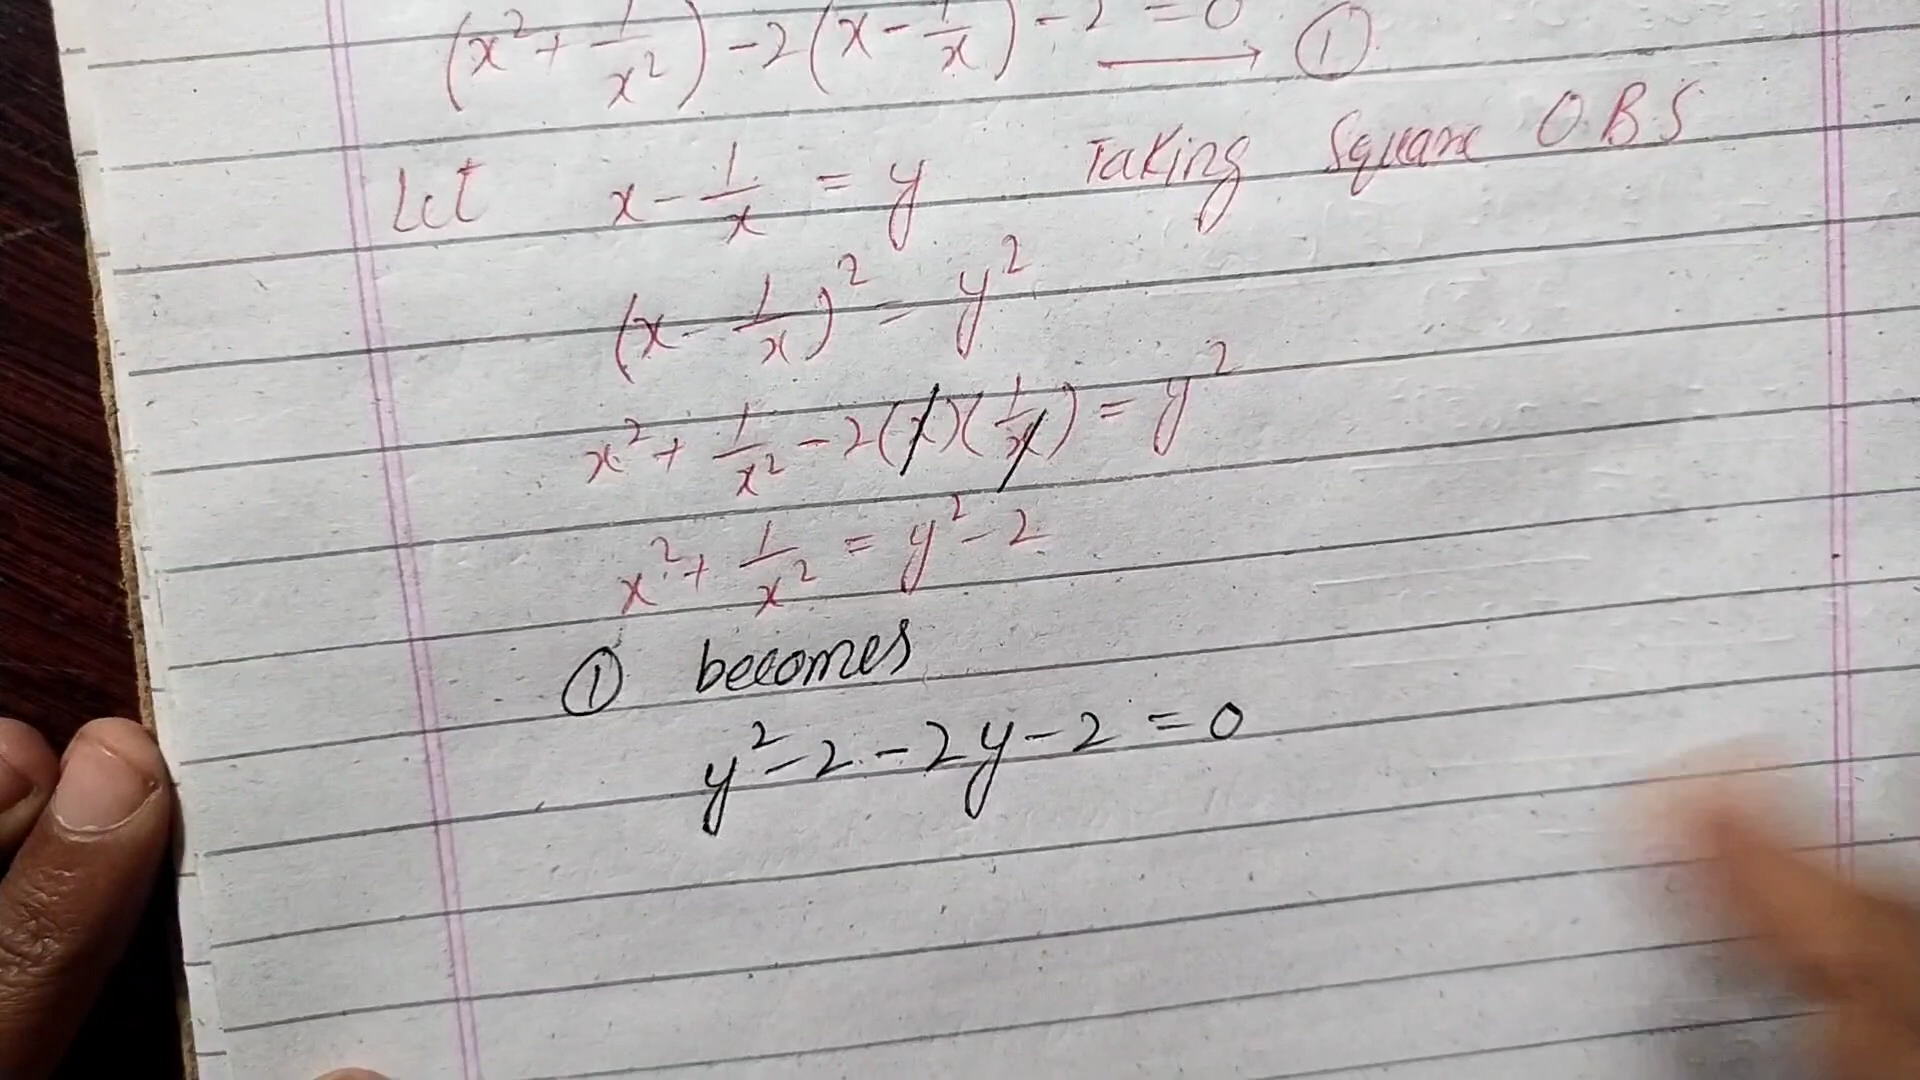 (x² + 1/x²) - 2(x - 1/x) - 2 = 0 → ①
Let x - 1/x = y Taking Square O.B.S
(x - 1/x)² = y²
x² + 1/x² - 2(x)(1/x) = y²
x² + 1/x² = y² - 2
① becomes
y² - 2 - 2y - 2 = 0